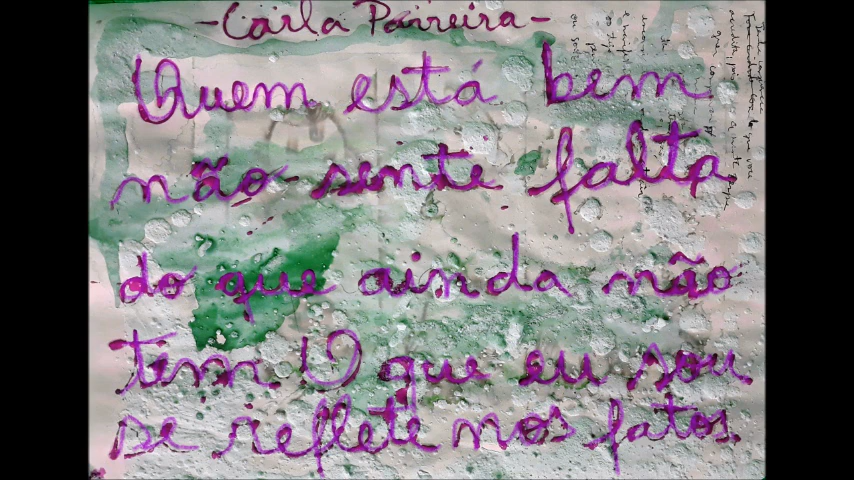 -Carla Parreira-
Quem está bem
não sente falta
do que ainda não
tem O que eu sou
se reflete nos fatos.